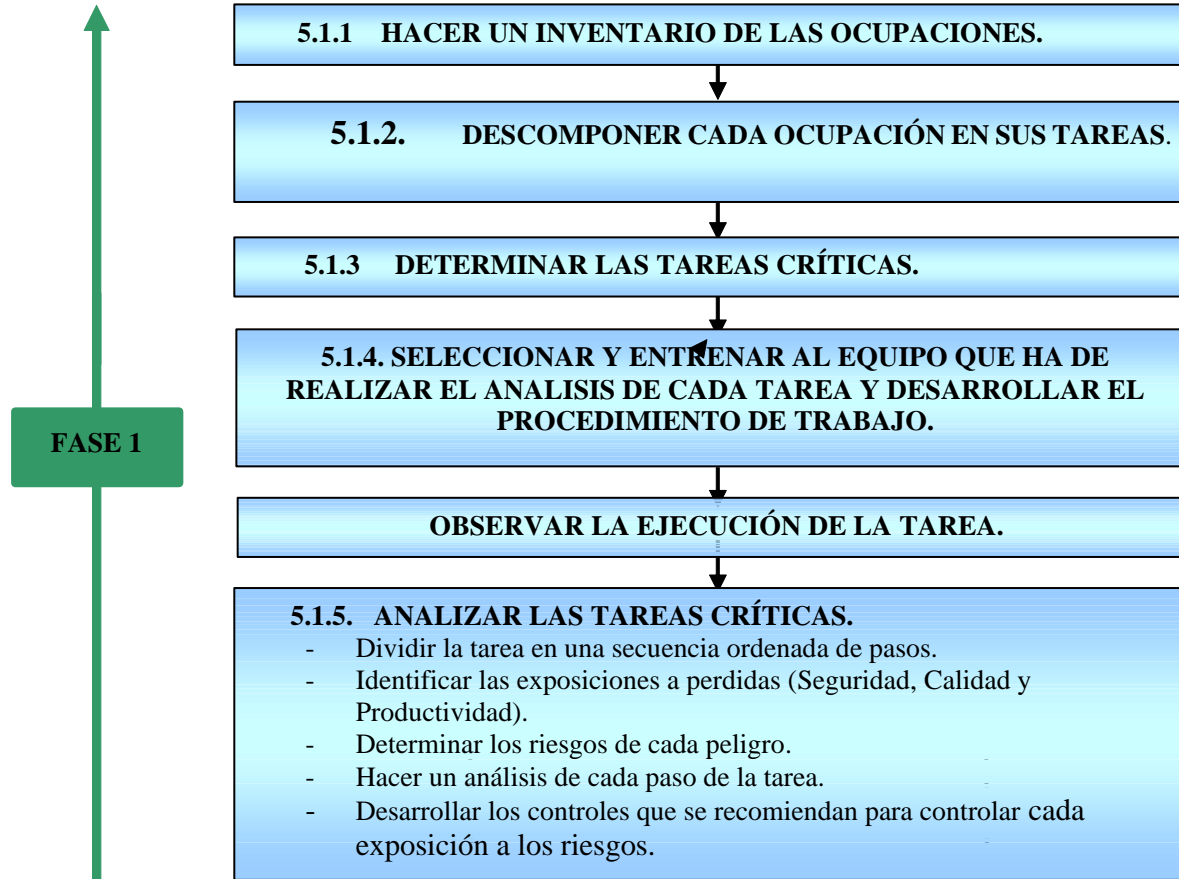 5.1.1 HACER UN INVENTARIO DE LAS OCUPACIONES.
5.1.2. DESCOMPONER CADA OCUPACIÓN EN SUS TAREAS.
5.1.3 DETERMINAR LAS TAREAS CRÍTICAS.
5.1.4. SELECCIONAR Y ENTRENAR AL EQUIPO QUE HA DE
REALIZAR EL ANALISIS DE CADA TAREA Y DESARROLLAR EL
PROCEDIMIENTO DE TRABAJO.
FASE 1
OBSERVAR LA EJECUCIÓN DE LA TAREA.
5.1.5. ANALIZAR LAS TAREAS CRÍTICAS.
- Dividir la tarea en una secuencia ordenada de pasos.
- Identificar las exposiciones a perdidas (Seguridad, Calidad y
Productividad).
- Determinar los riesgos de cada peligro.
- Hacer un análisis de cada paso de la tarea.
- Desarrollar los controles que se recomiendan para controlar cada
exposición a los riesgos.